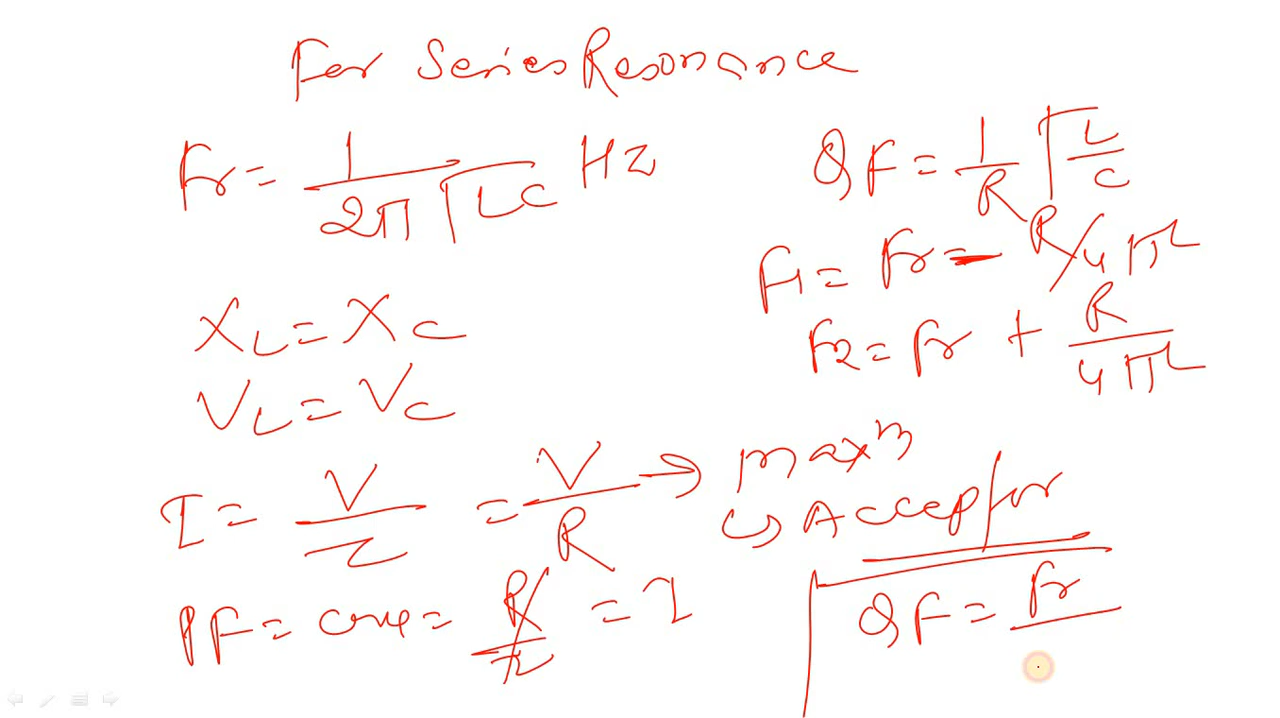 For Series Resonance
Fr = 1 / 2π√LC HZ
XL = XC
VL = VC
I = V/Z = V/R → maxm
↳ Acceptor
PF = cosφ = R/Z = 1
QF = 1/R √L/C
F1 = Fr - R/4πL
F2 = Fr + R/4πL
QF = Fr